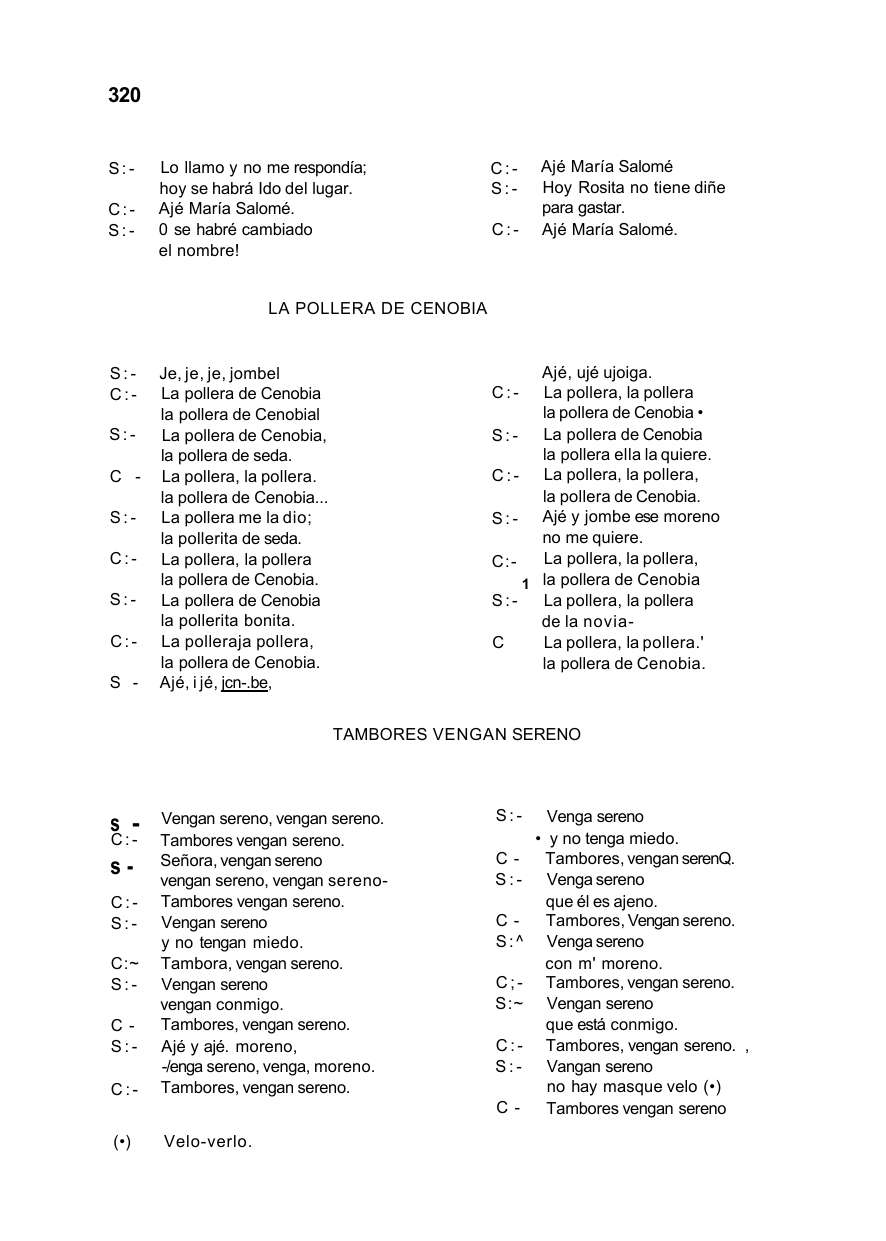 320
S:- Lo llamo y no me respondía;
hoy se habrá Ido del lugar.
C:- Ajé María Salomé.
S:- 0 se habré cambiado
el nombre!
C:- Ajé María Salomé
S:- Hoy Rosita no tiene diñe
para gastar.
C:- Ajé María Salomé.
LA POLLERA DE CENOBIA
S:- Je, je, je, jombel
C:- La pollera de Cenobia
la pollera de Cenobial
S:- La pollera de Cenobia,
la pollera de seda.
C - La pollera, la pollera.
la pollera de Cenobia...
S:- La pollera me la dio;
la pollerita de seda.
C:- La pollera, la pollera
la pollera de Cenobia.
S:- La pollera de Cenobia
la pollerita bonita.
C:- La polleraja pollera,
la pollera de Cenobia.
S - Ajé, i jé, jcn-.be,
Ajé, ujé ujoiga.
C:- La pollera, la pollera
la pollera de Cenobia •
S:- La pollera de Cenobia
la pollera ella la quiere.
C:- La pollera, la pollera,
la pollera de Cenobia.
S:- Ajé y jombe ese moreno
no me quiere.
C:- La pollera, la pollera,
1 la pollera de Cenobia
S:- La pollera, la pollera
de la novia-
C La pollera, la pollera.'
la pollera de Cenobia.
TAMBORES VENGAN SERENO
S - Vengan sereno, vengan sereno.
C:- Tambores vengan sereno.
S - Señora, vengan sereno
vengan sereno, vengan sereno-
C:- Tambores vengan sereno.
S:- Vengan sereno
y no tengan miedo.
C:~ Tambora, vengan sereno.
S:- Vengan sereno
vengan conmigo.
C - Tambores, vengan sereno.
S:- Ajé y ajé. moreno,
-/enga sereno, venga, moreno.
C:- Tambores, vengan sereno.
S:- Venga sereno
• y no tenga miedo.
C - Tambores, vengan serenQ.
S:- Venga sereno
que él es ajeno.
C - Tambores, Vengan sereno.
S:^ Venga sereno
con m' moreno.
C;- Tambores, vengan sereno.
S:~ Vengan sereno
que está conmigo.
C:- Tambores, vengan sereno. ,
S:- Vangan sereno
no hay masque velo (•)
C - Tambores vengan sereno
(•) Velo-verlo.